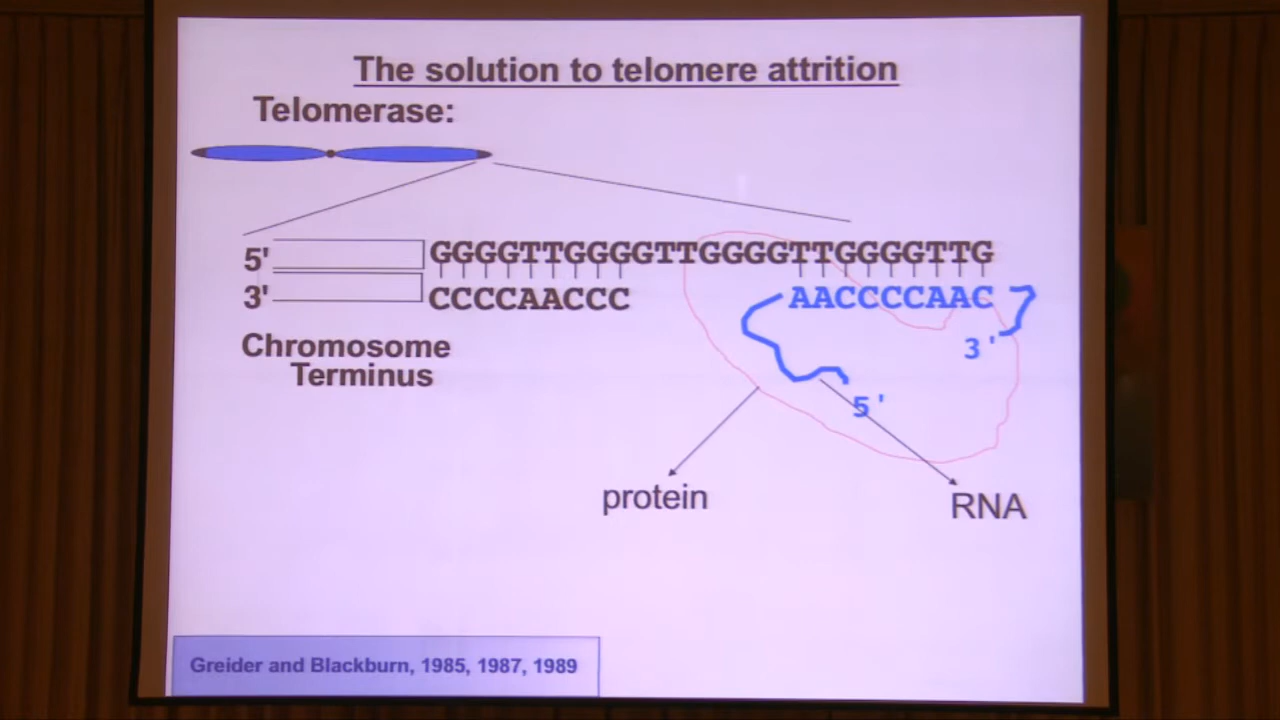 The solution to telomere attrition
Telomerase:
5' GGGGTTGGGGTTGGGGTTGGGGTTG
3' CCCCAACCC AACCCCAAC
3'
Chromosome
Terminus
5'
protein
RNA
Greider and Blackburn, 1985, 1987, 1989